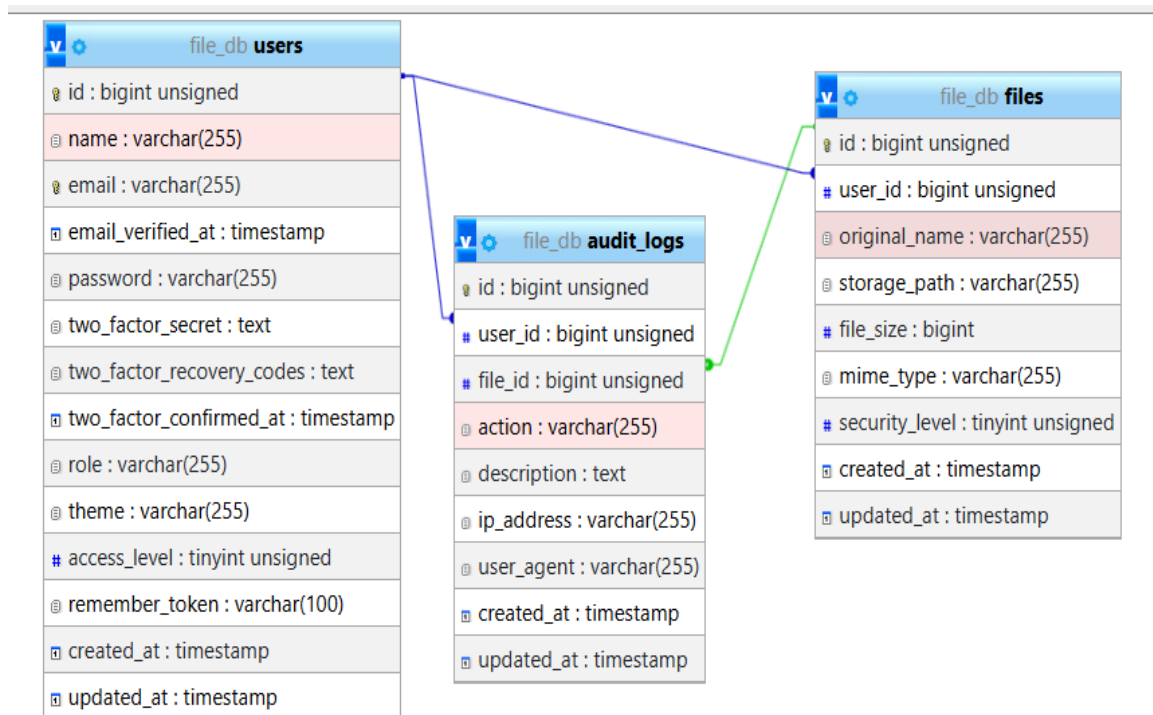 file_db users
id : bigint unsigned
name : varchar(255)
email : varchar(255)
email_verified_at : timestamp
password : varchar(255)
two_factor_secret : text
two_factor_recovery_codes : text
two_factor_confirmed_at : timestamp
role : varchar(255)
theme : varchar(255)
access_level : tinyint unsigned
remember_token : varchar(100)
created_at : timestamp
updated_at : timestamp
file_db audit_logs
id : bigint unsigned
user_id : bigint unsigned
file_id : bigint unsigned
action : varchar(255)
description : text
ip_address : varchar(255)
user_agent : varchar(255)
created_at : timestamp
updated_at : timestamp
file_db files
id : bigint unsigned
user_id : bigint unsigned
original_name : varchar(255)
storage_path : varchar(255)
file_size : bigint
mime_type : varchar(255)
security_level : tinyint unsigned
created_at : timestamp
updated_at : timestamp